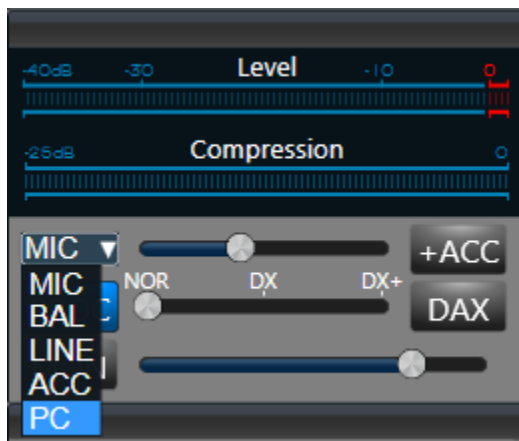 -40dB -30 Level -10 0
-25dB Compression 0
MIC ▼ +ACC
MIC NOR DX DX+
BAL DAX
LINE
ACC
PC